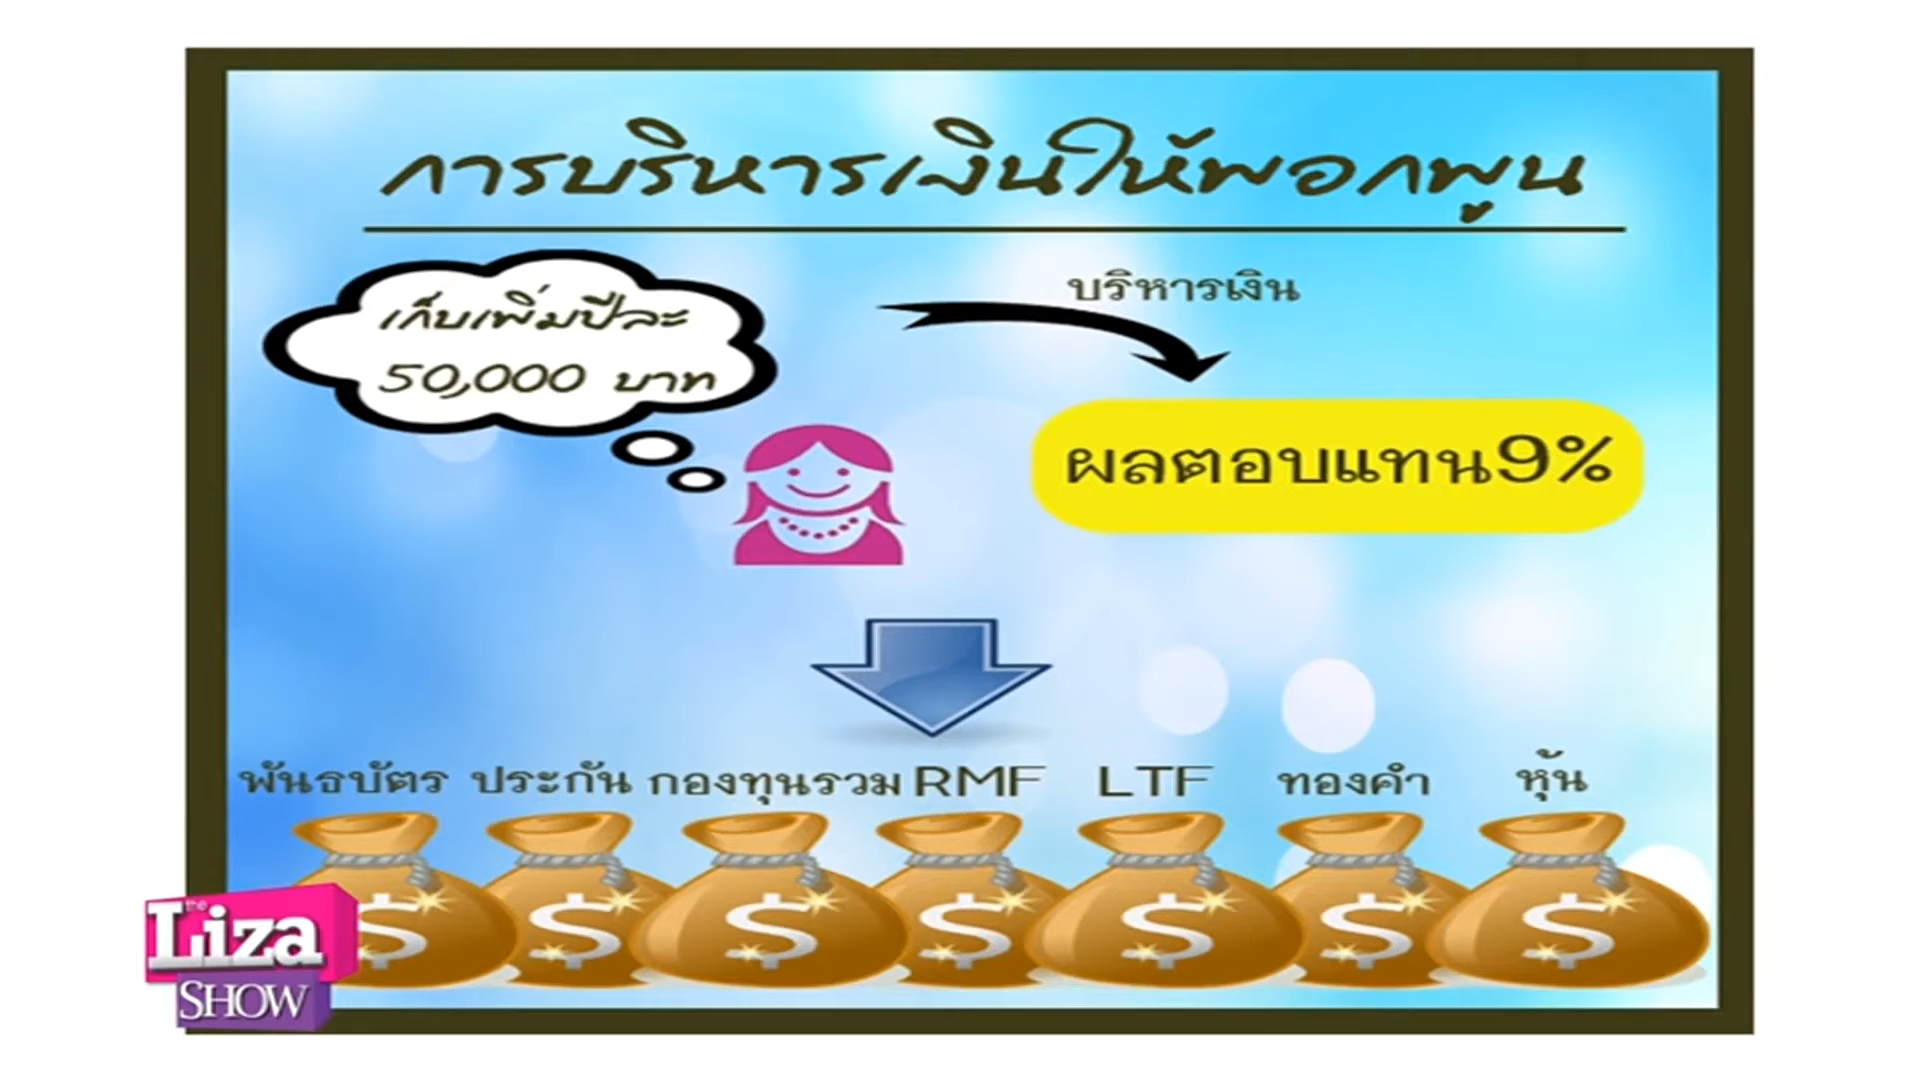 การบริหารเงินให้พอกพูน
เก็บเพิ่มปีละ
50,000 บาท
บริหารเงิน
ผลตอบแทน9%
พันธบัตร ประกัน กองทุนรวม RMF LTF ทองคำ หุ้น
$ $ $ $ $ $ $
the
Liza
SHOW